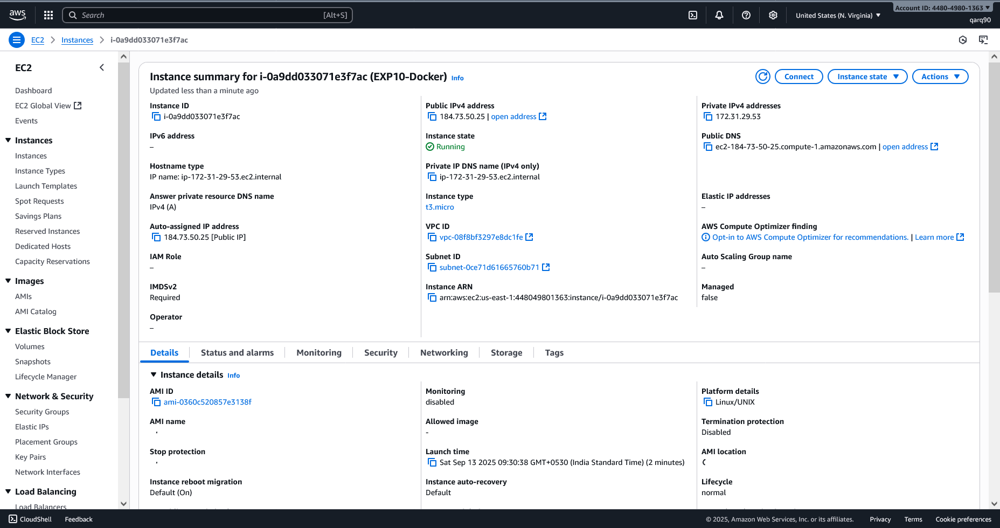 aws
Search
[Alt+S]
United States (N. Virginia)
Account ID: 4480-4980-1363
qarq90
EC2
Instances
i-0a9dd033071e3f7ac
EC2
Dashboard
EC2 Global View
Events
Instances
Instances
Instance Types
Launch Templates
Spot Requests
Savings Plans
Reserved Instances
Dedicated Hosts
Capacity Reservations
Images
AMIs
AMI Catalog
Elastic Block Store
Volumes
Snapshots
Lifecycle Manager
Network & Security
Security Groups
Elastic IPs
Placement Groups
Key Pairs
Network Interfaces
Load Balancing
Load Balancers
Instance summary for i-0a9dd033071e3f7ac (EXP10-Docker) Info
Updated less than a minute ago
Connect
Instance state
Actions
Instance ID
i-0a9dd033071e3f7ac
Public IPv4 address
184.73.50.25 | open address
Private IPv4 addresses
172.31.29.53
IPv6 address
–
Instance state
Running
Public DNS
ec2-184-73-50-25.compute-1.amazonaws.com | open address
Hostname type
IP name: ip-172-31-29-53.ec2.internal
Private IP DNS name (IPv4 only)
ip-172-31-29-53.ec2.internal
Answer private resource DNS name
IPv4 (A)
Instance type
t3.micro
Elastic IP addresses
–
Auto-assigned IP address
184.73.50.25 [Public IP]
VPC ID
vpc-08f8bf3297e8dc1fe
AWS Compute Optimizer finding
Opt-in to AWS Compute Optimizer for recommendations. | Learn more
IAM Role
–
Subnet ID
subnet-0ce71d61665760b71
Auto Scaling Group name
–
IMDSv2
Required
Instance ARN
arn:aws:ec2:us-east-1:448049801363:instance/i-0a9dd033071e3f7ac
Managed
false
Operator
–
Details
Status and alarms
Monitoring
Security
Networking
Storage
Tags
Instance details Info
AMI ID
ami-0360c520857e3138f
Monitoring
disabled
Platform details
Linux/UNIX
AMI name
Allowed image
-
Termination protection
Disabled
Stop protection
Launch time
Sat Sep 13 2025 09:30:38 GMT+0530 (India Standard Time) (2 minutes)
AMI location
Instance reboot migration
Default (On)
Instance auto-recovery
Default
Lifecycle
normal
CloudShell
Feedback
© 2025, Amazon Web Services, Inc. or its affiliates.
Privacy
Terms
Cookie preferences